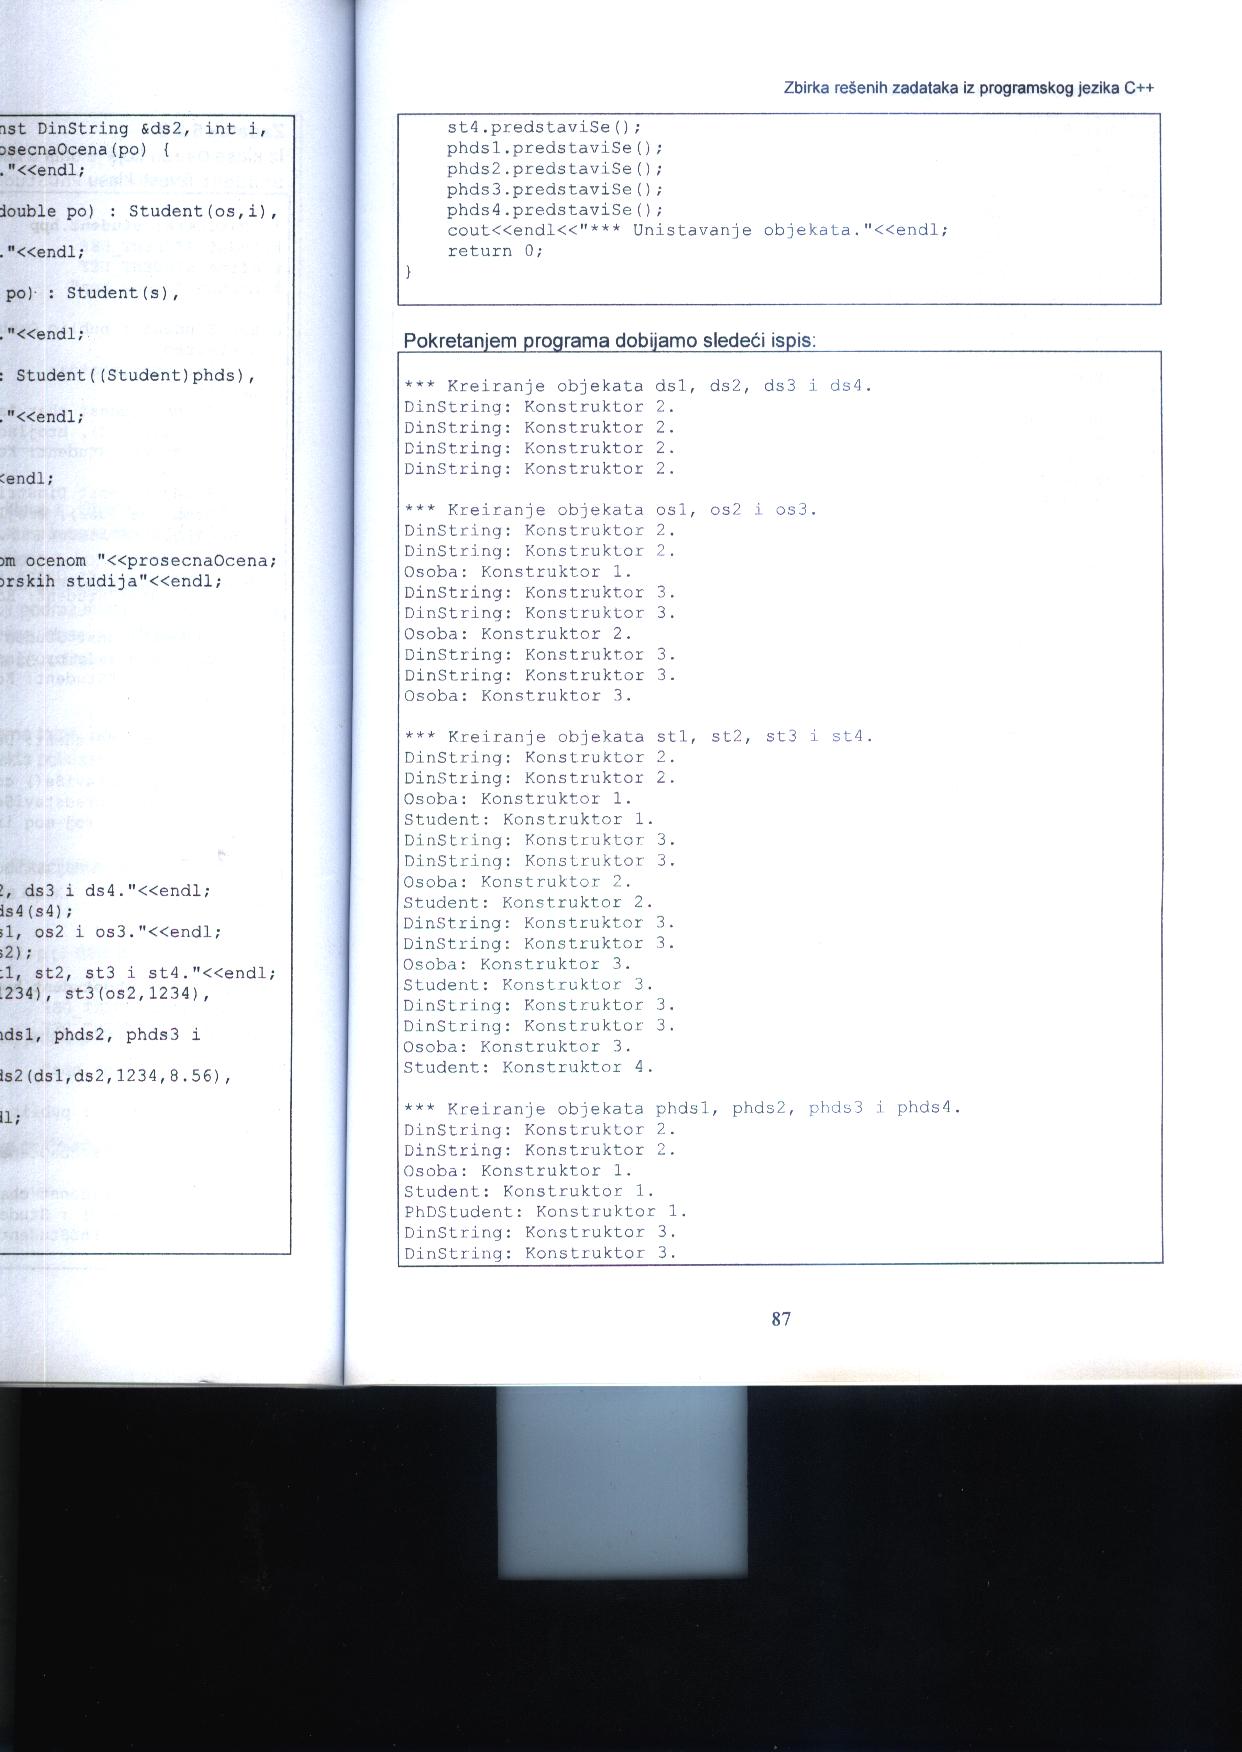 nst DinString &ds2, int i,
osecnaOcena(po) {
."<<endl;
double po) : Student(os,i),
."<<endl;
po) : Student(s),
."<<endl;
: Student((Student)phds),
."<<endl;
<endl;
om ocenom "<<prosecnaOcena;
orskih studija"<<endl;
2, ds3 i ds4."<<endl;
ds4(s4);
s1, os2 i os3."<<endl;
s2);
t1, st2, st3 i st4."<<endl;
1234), st3(os2,1234),
hds1, phds2, phds3 i
ds2(ds1,ds2,1234,8.56),
dl;
Zbirka rešenih zadataka iz programskog jezika C++
st4.predstaviSe();
phds1.predstaviSe();
phds2.predstaviSe();
phds3.predstaviSe();
phds4.predstaviSe();
cout<<endl<<"*** Unistavanje objekata."<<endl;
return 0;
}
Pokretanjem programa dobijamo sledeći ispis:
*** Kreiranje objekata ds1, ds2, ds3 i ds4.
DinString: Konstruktor 2.
DinString: Konstruktor 2.
DinString: Konstruktor 2.
DinString: Konstruktor 2.
*** Kreiranje objekata os1, os2 i os3.
DinString: Konstruktor 2.
DinString: Konstruktor 2.
Osoba: Konstruktor 1.
DinString: Konstruktor 3.
DinString: Konstruktor 3.
Osoba: Konstruktor 2.
DinString: Konstruktor 3.
DinString: Konstruktor 3.
Osoba: Konstruktor 3.
*** Kreiranje objekata st1, st2, st3 i st4.
DinString: Konstruktor 2.
DinString: Konstruktor 2.
Osoba: Konstruktor 1.
Student: Konstruktor 1.
DinString: Konstruktor 3.
DinString: Konstruktor 3.
Osoba: Konstruktor 2.
Student: Konstruktor 2.
DinString: Konstruktor 3.
DinString: Konstruktor 3.
Osoba: Konstruktor 3.
Student: Konstruktor 3.
DinString: Konstruktor 3.
DinString: Konstruktor 3.
Osoba: Konstruktor 3.
Student: Konstruktor 4.
*** Kreiranje objekata phds1, phds2, phds3 i phds4.
DinString: Konstruktor 2.
DinString: Konstruktor 2.
Osoba: Konstruktor 1.
Student: Konstruktor 1.
PhDStudent: Konstruktor 1.
DinString: Konstruktor 3.
DinString: Konstruktor 3.
87